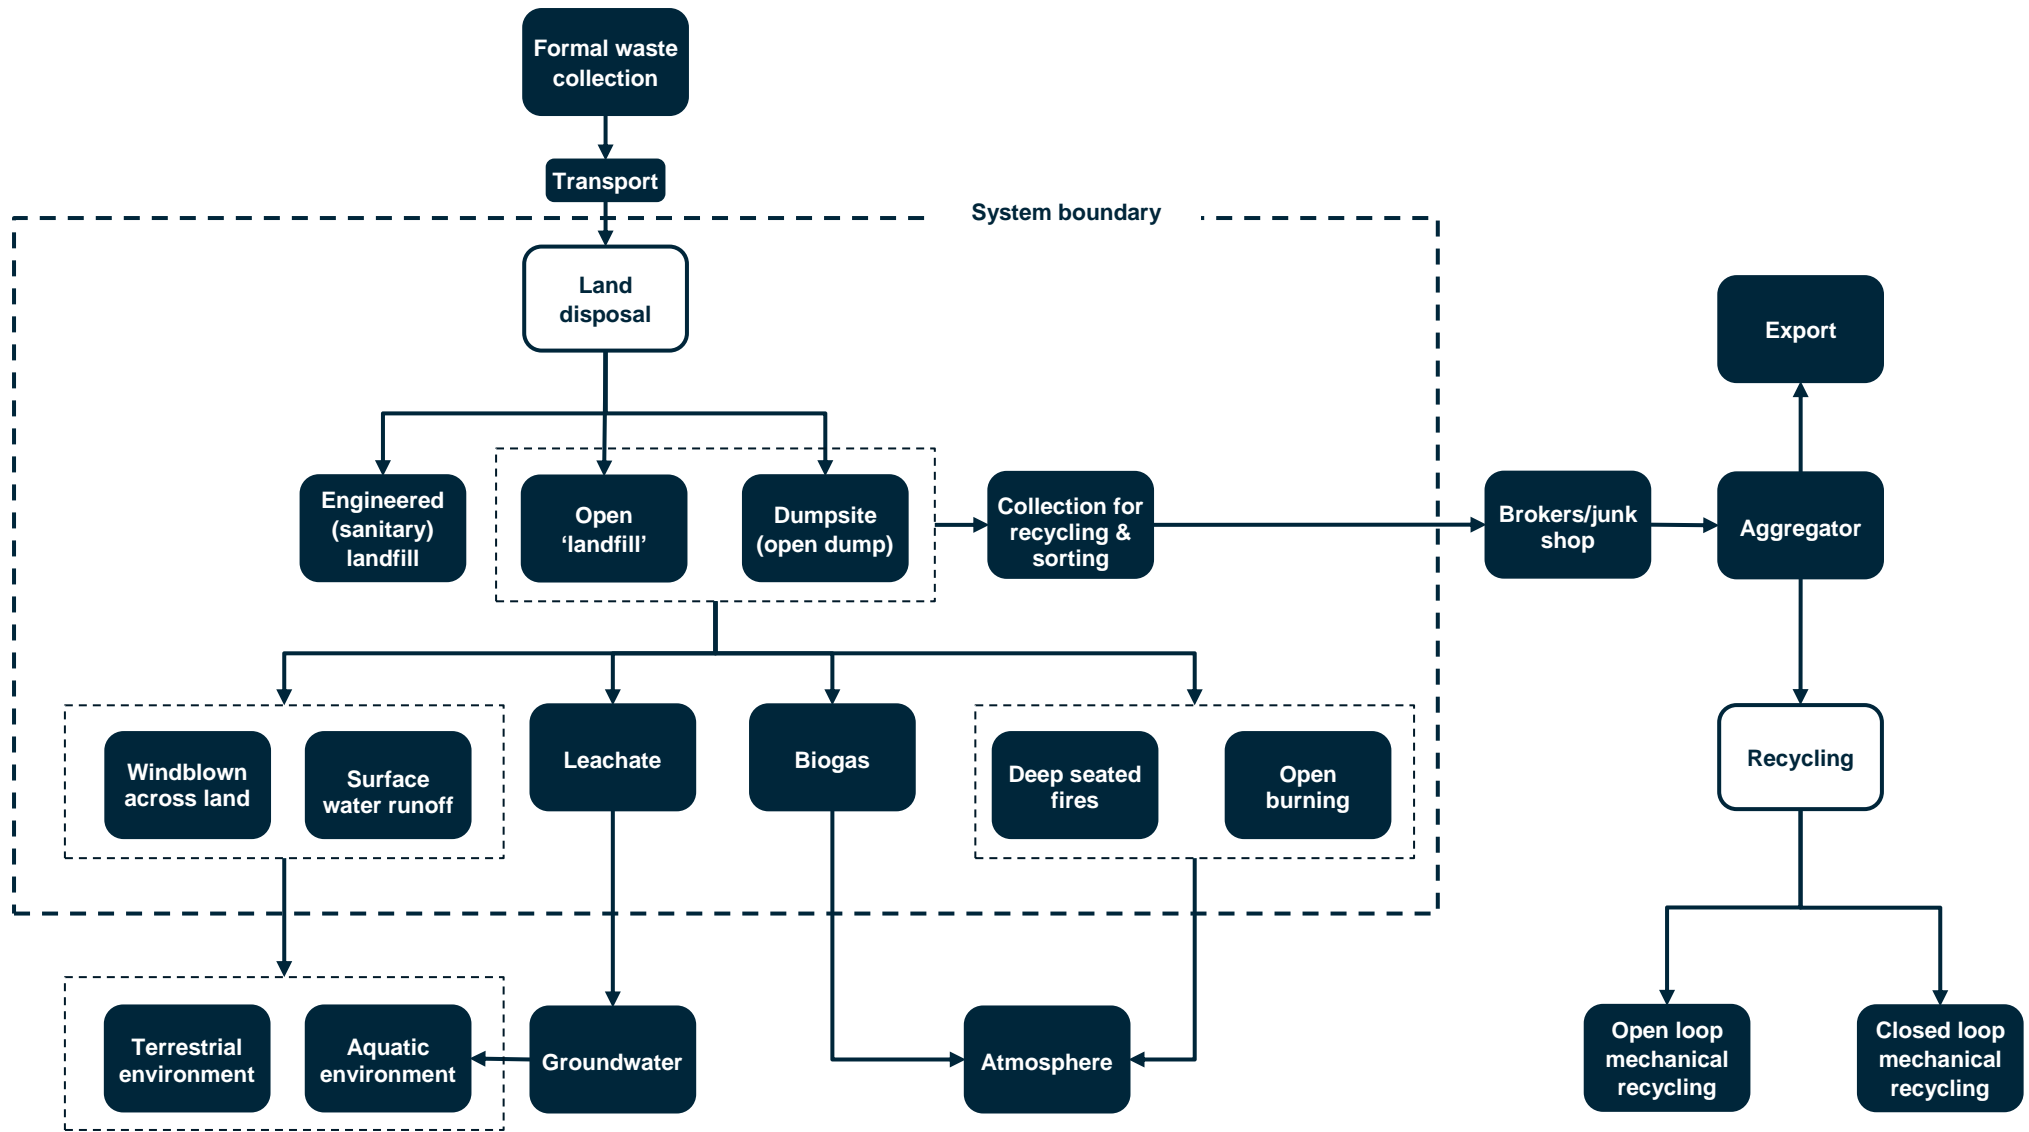 Formal waste
collection
Transport
System boundary
Land
disposal
Export
Engineered
(sanitary)
landfill
Open
‘landfill’
Dumpsite
(open dump)
Collection for
recycling &
sorting
Brokers/junk
shop
Aggregator
Windblown
across land
Surface
water runoff
Leachate
Biogas
Deep seated
fires
Open
burning
Recycling
Terrestrial
environment
Aquatic
environment
Groundwater
Atmosphere
Open loop
mechanical
recycling
Closed loop
mechanical
recycling